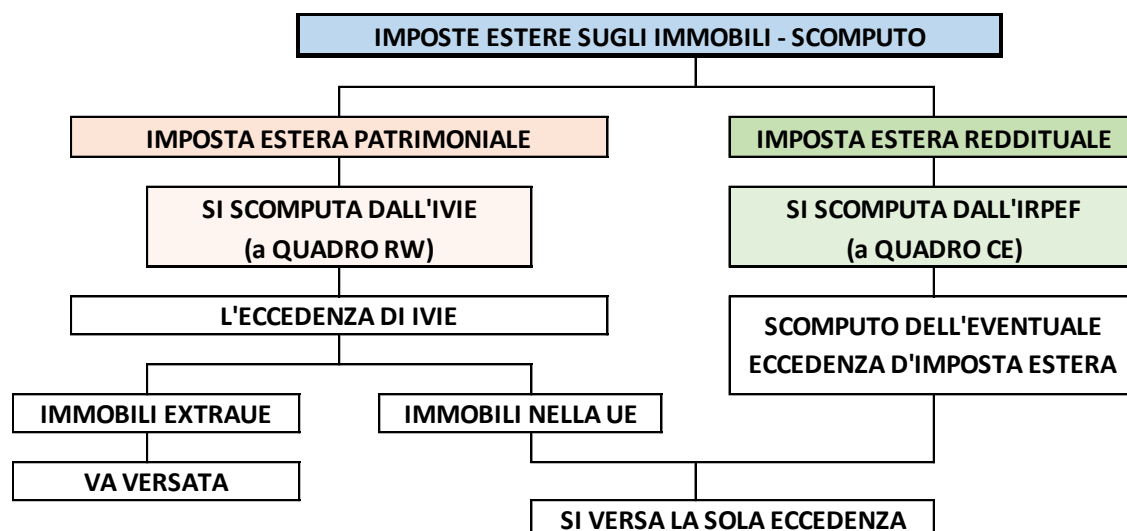 IMPOSTE ESTERE SUGLI IMMOBILI - SCOMPUTO
IMPOSTA ESTERA PATRIMONIALE
IMPOSTA ESTERA REDDITUALE
SI SCOMPUTA DALL'IVIE
(a QUADRO RW)
SI SCOMPUTA DALL'IRPEF
(a QUADRO CE)
L'ECCEDENZA DI IVIE
SCOMPUTO DELL'EVENTUALE
ECCEDENZA D'IMPOSTA ESTERA
IMMOBILI EXTRAUE
IMMOBILI NELLA UE
VA VERSATA
SI VERSA LA SOLA ECCEDENZA